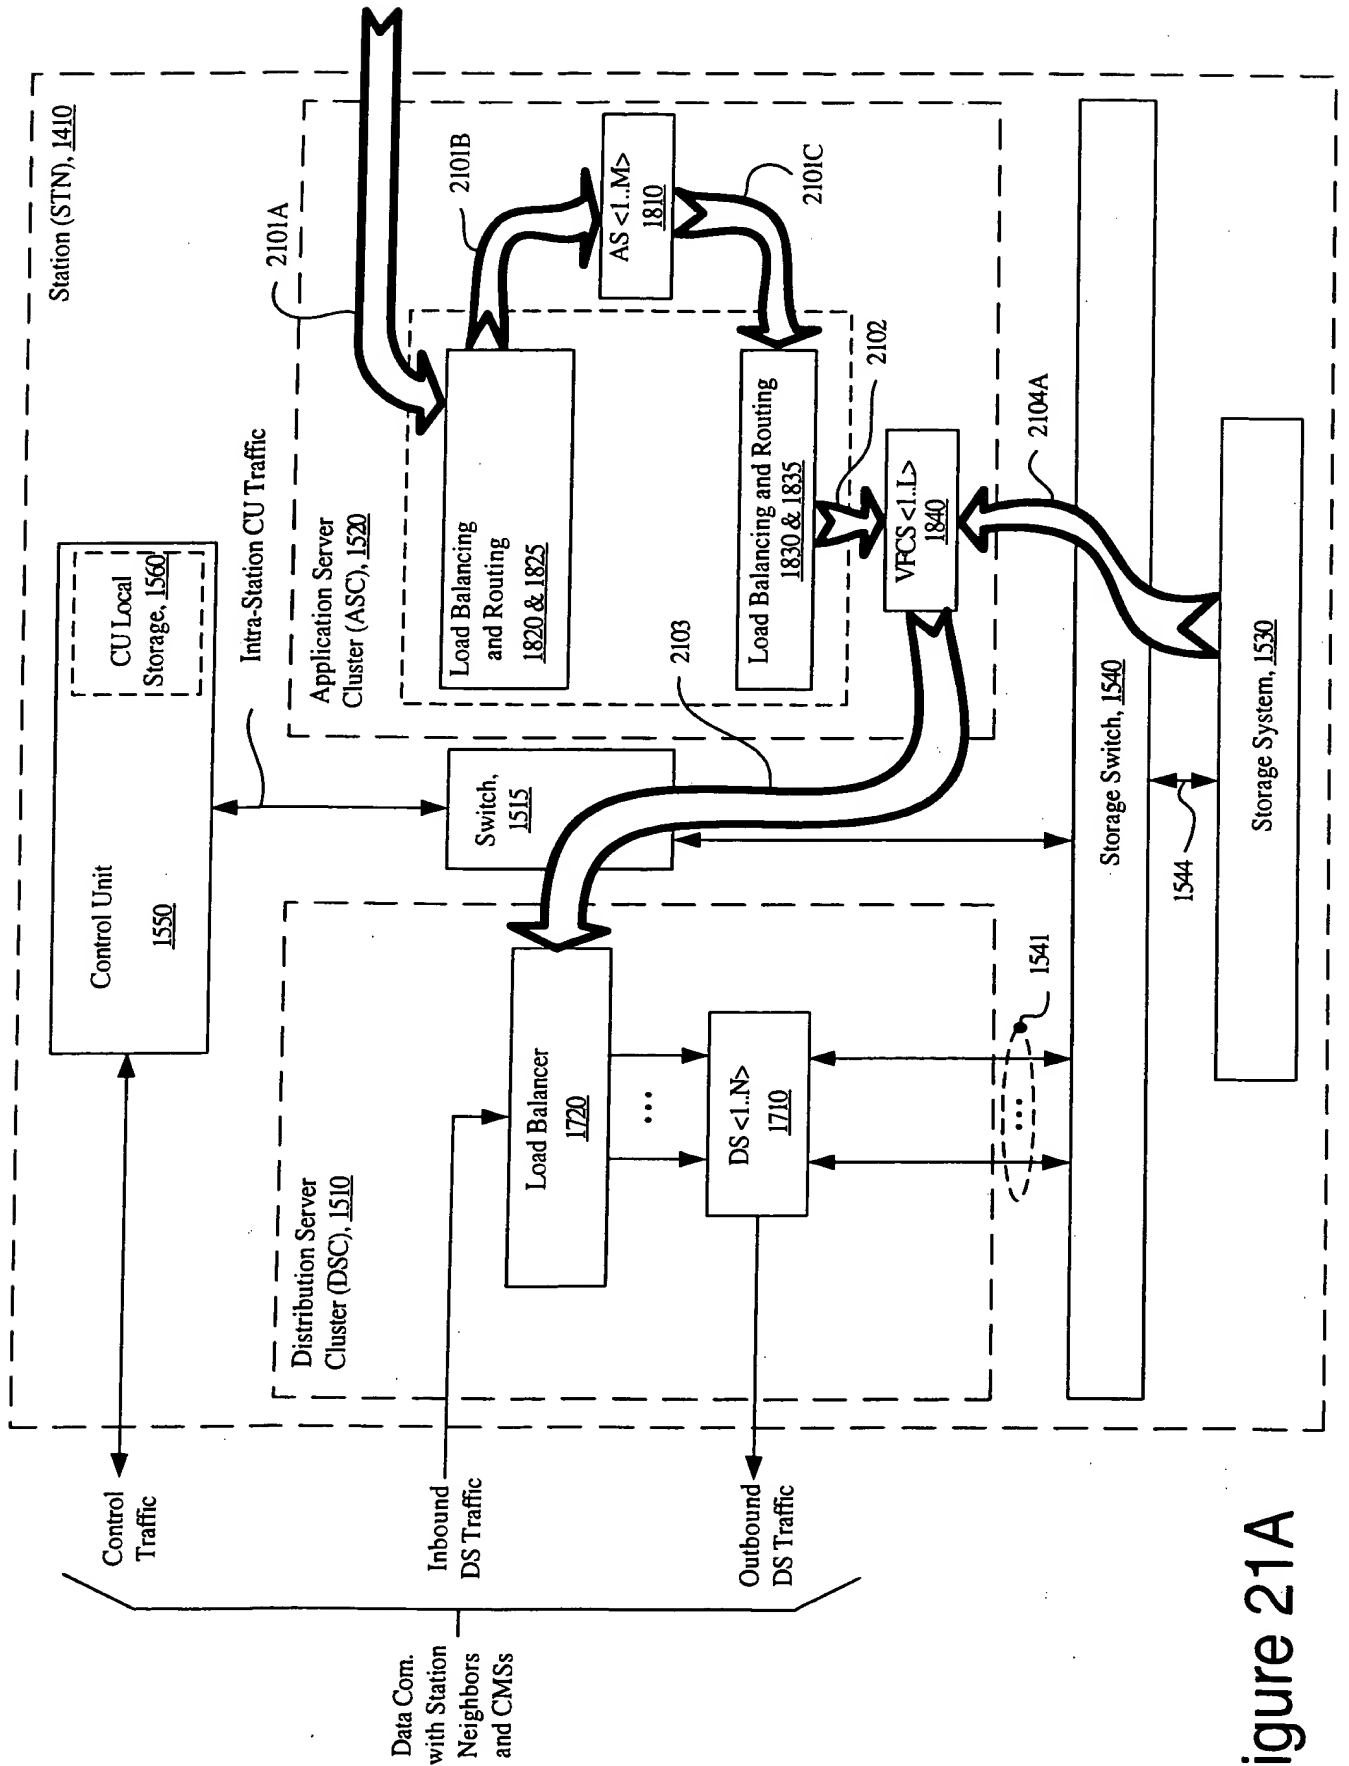 Station (STN), 1410
Control Unit
1550
CU Local
Storage, 1560
Control
Traffic
Intra-Station CU Traffic
2101A
Distribution Server
Cluster (DSC), 1510
Application Server
Cluster (ASC), 1520
Switch,
1515
Load Balancing
and Routing
1820 & 1825
2101B
AS <1..M>
1810
2101C
Load Balancer
1720
Inbound
DS Traffic
Data Com.
with Station
Neighbors
and CMSs
...
DS <1..N>
1710
2103
Load Balancing and Routing
1830 & 1835
2102
Outbound
DS Traffic
VFCS <1..L>
1840
...
1541
2104A
Storage Switch, 1540
1544
Storage System, 1530
igure 21A